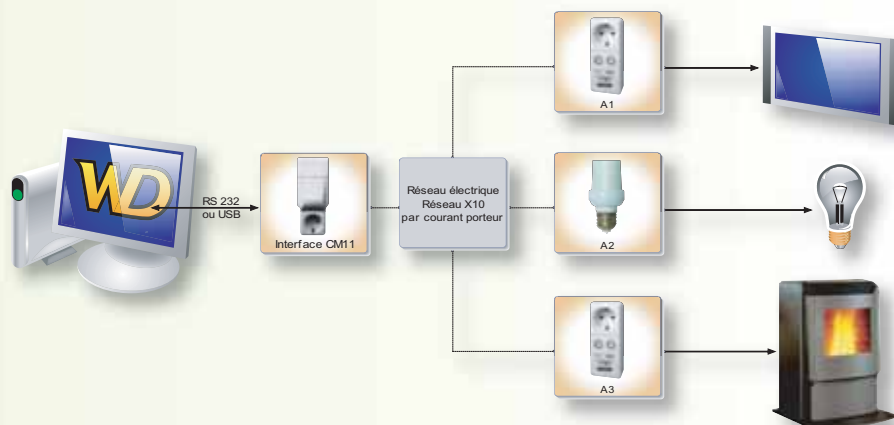 WD
RS 232
ou USB
Interface CM11
Réseau électrique
Réseau X10
par courant porteur
A1
A2
A3